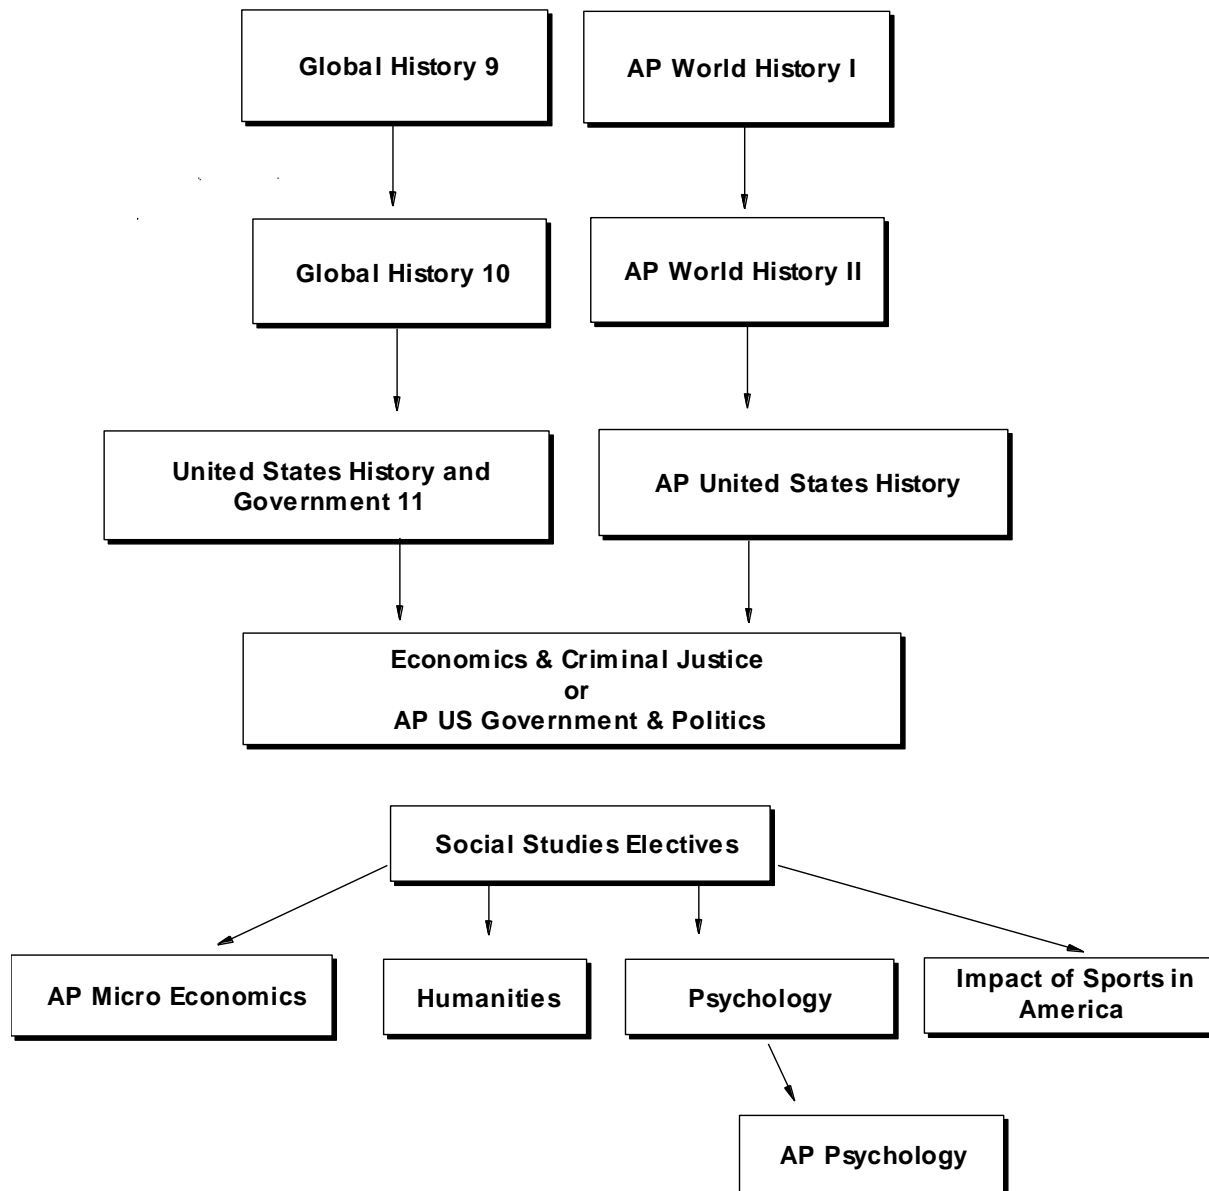 Global History 9
AP World History I
Global History 10
AP World History II
United States History and
Government 11
AP United States History
Economics & Criminal Justice
or
AP US Government & Politics
Social Studies Electives
AP Micro Economics
Humanities
Psychology
Impact of Sports in
America
AP Psychology